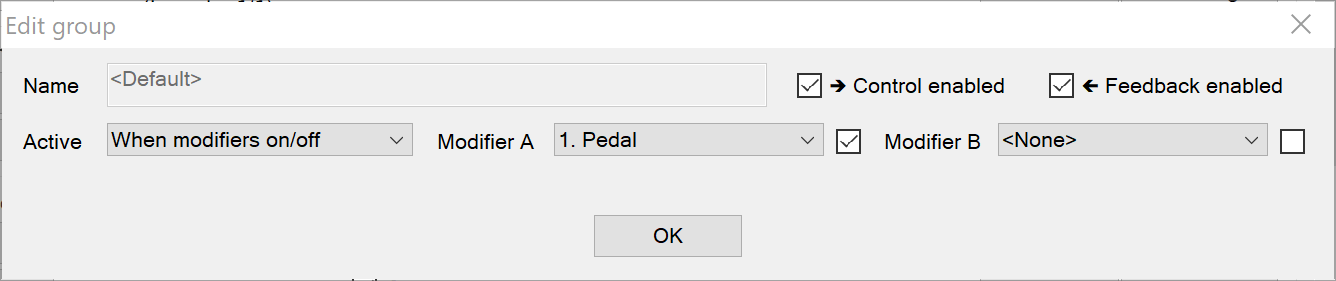 Edit group
Name <Default> → Control enabled ← Feedback enabled
Active When modifiers on/off Modifier A 1. Pedal Modifier B <None>
OK